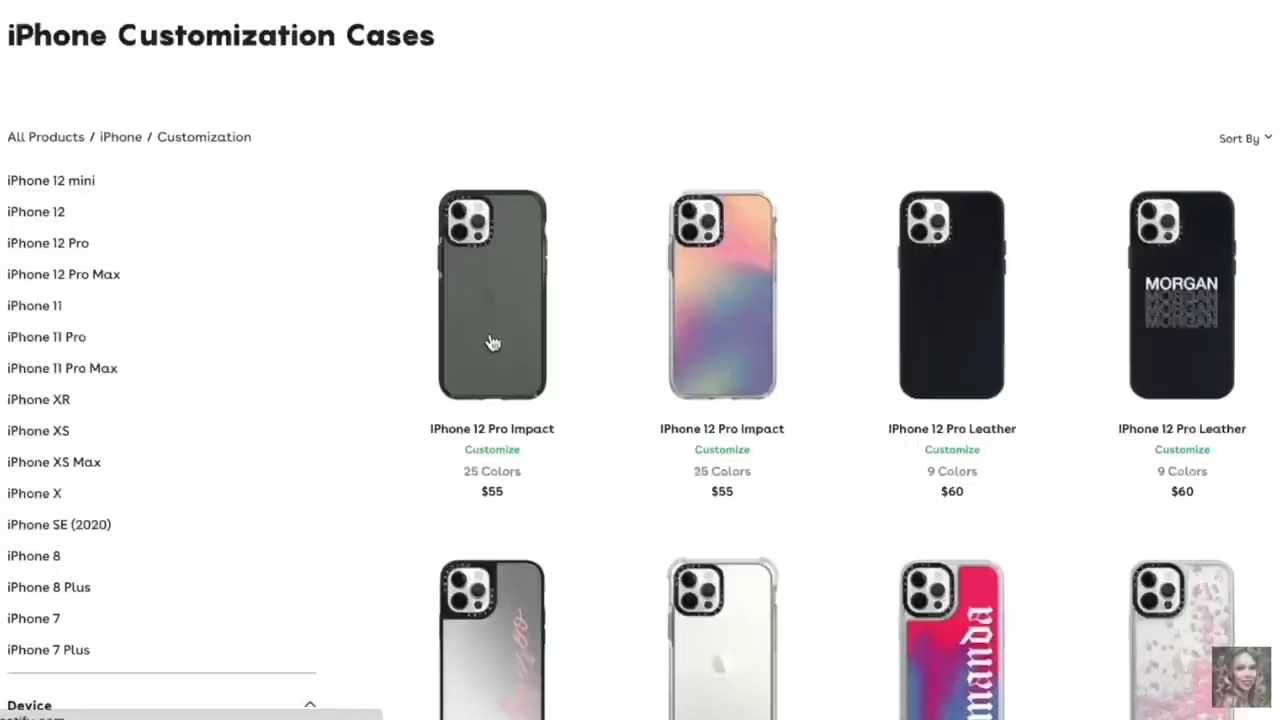 iPhone Customization Cases
All Products / iPhone / Customization
Sort By
iPhone 12 mini
iPhone 12
iPhone 12 Pro
iPhone 12 Pro Max
iPhone 11
iPhone 11 Pro
iPhone 11 Pro Max
iPhone XR
iPhone XS
iPhone XS Max
iPhone X
iPhone SE (2020)
iPhone 8
iPhone 8 Plus
iPhone 7
iPhone 7 Plus
Device
MORGAN
MORGAN
MORGAN
MORGAN
IPhone 12 Pro Impact
Customize
25 Colors
$55
IPhone 12 Pro Impact
Customize
25 Colors
$55
IPhone 12 Pro Leather
Customize
9 Colors
$60
IPhone 12 Pro Leather
Customize
9 Colors
$60
manda